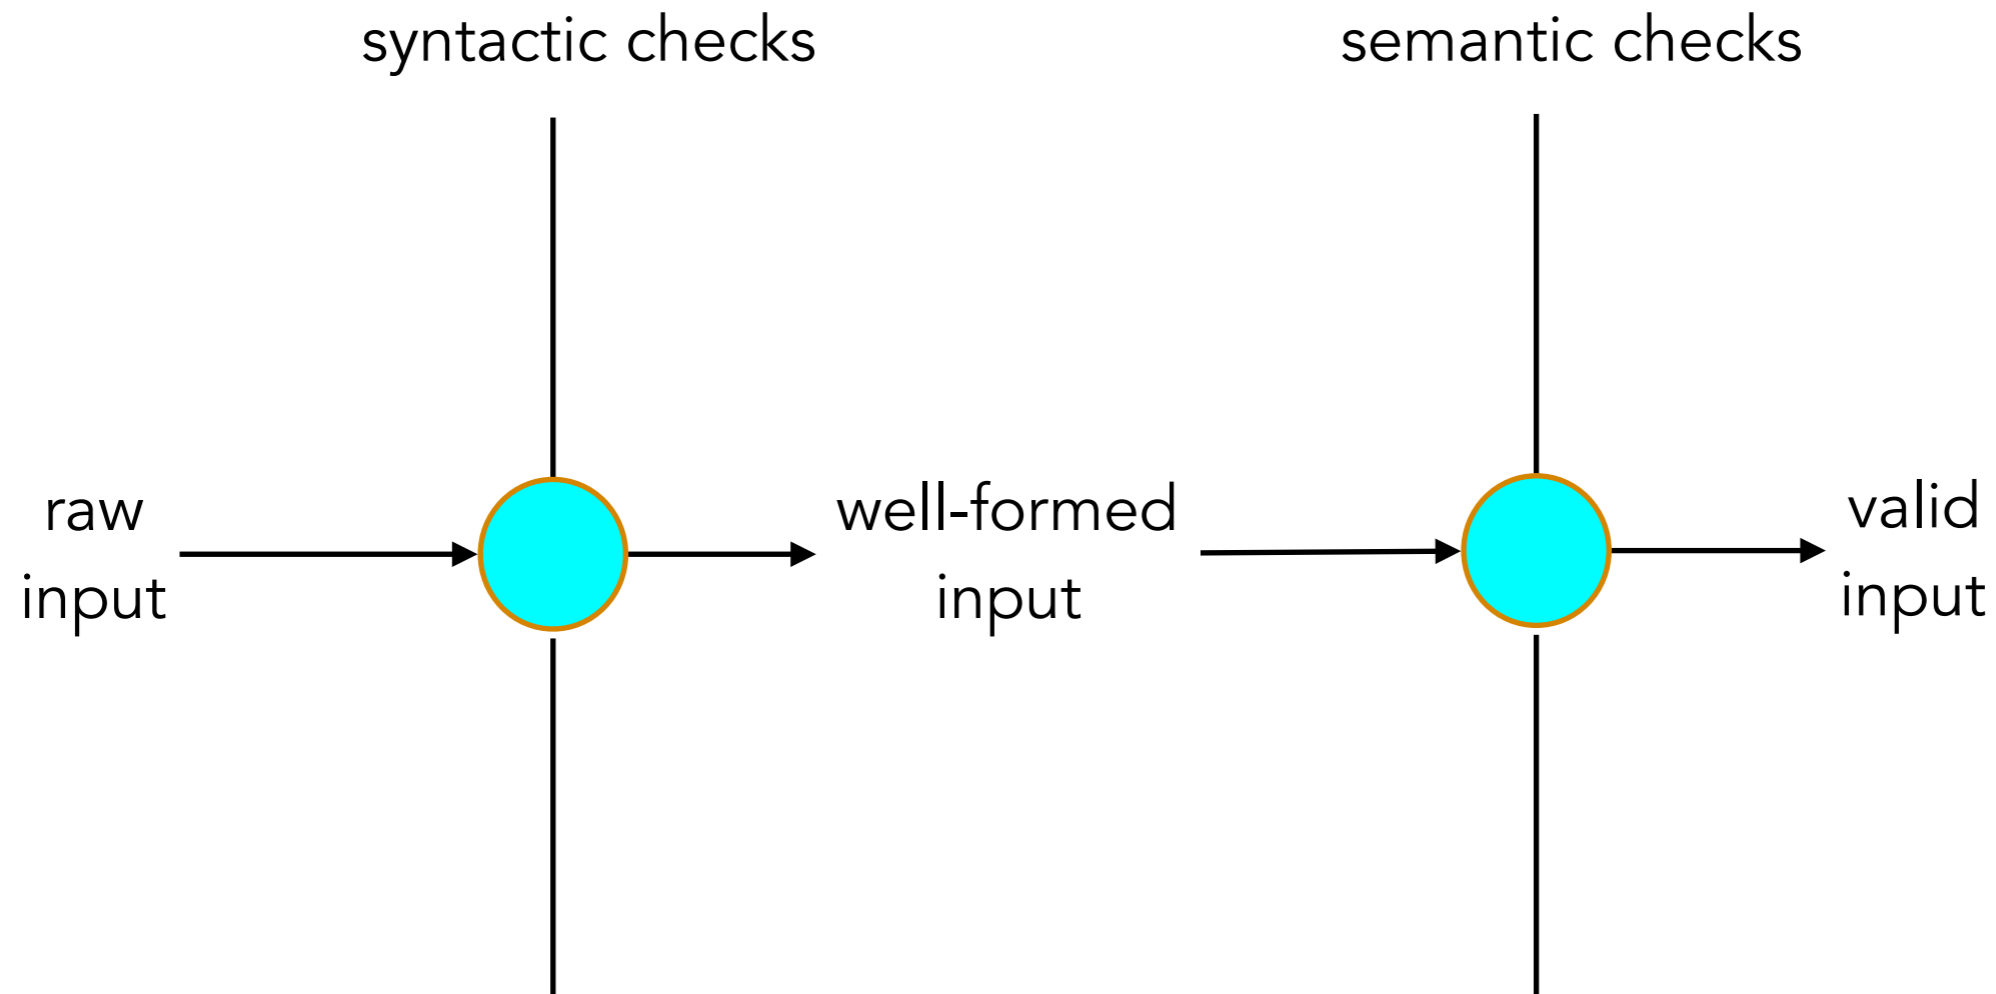 syntactic checks
semantic checks
raw
input
well-formed
input
valid
input